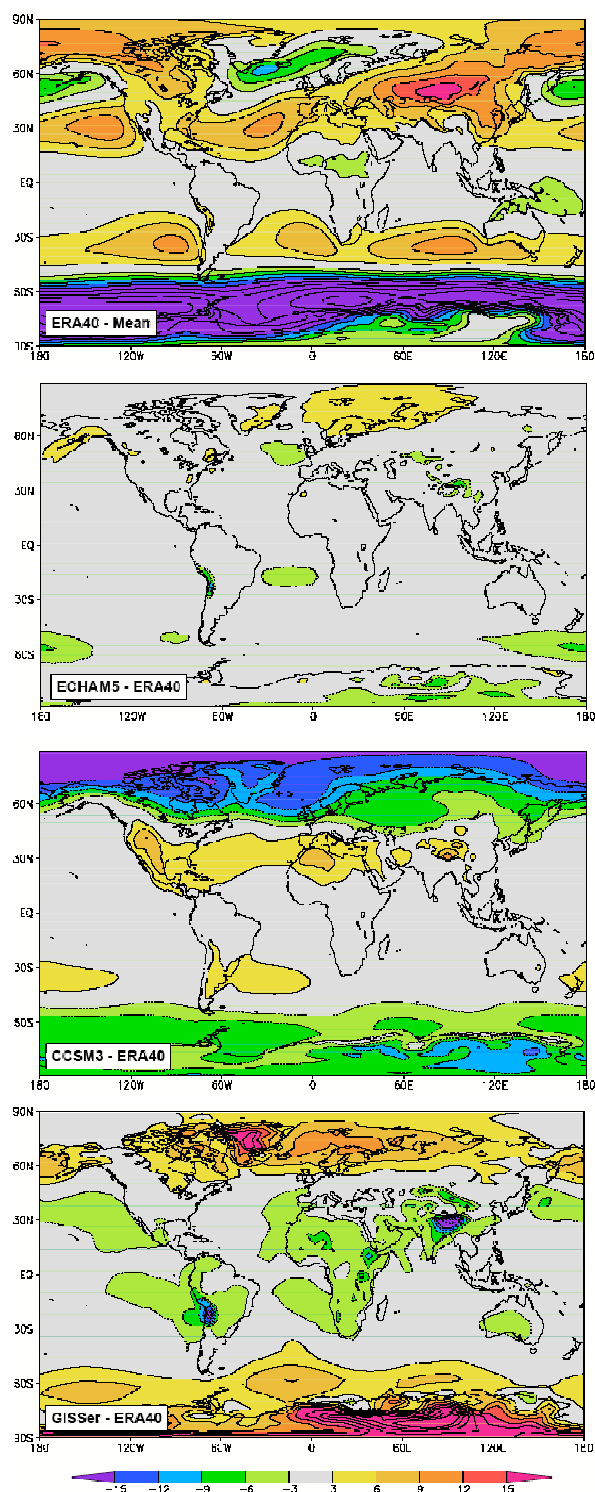 90N
60N
30N
EQ
30S
60S
ERA40 - Mean
90S
180 120W 60W 0 60E 120E 180
60N
30N
EQ
30S
60S
ECHAM5 - ERA40
180 120W 60W 0 60E 120E 180
60N
30N
EQ
30S
60S
CCSM3 - ERA40
180 120W 60W 0 60E 120E 180
90N
60N
30N
EQ
30S
60S
GISSer - ERA40
90S
180 120W 60W 0 60E 120E 180
-15 -12 -9 -6 -3 3 6 9 12 15